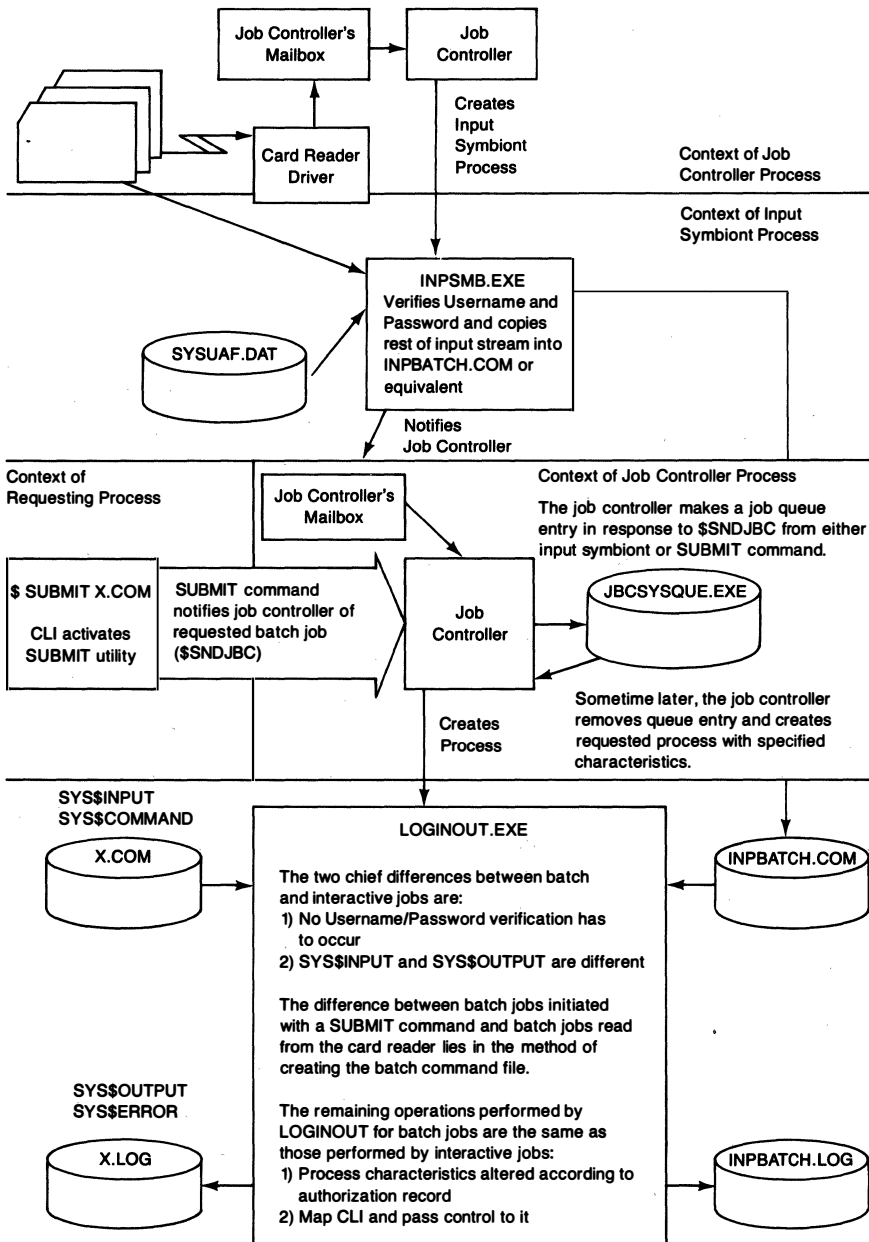 Job Controller's
Mailbox
Job
Controller
Card Reader
Driver
Creates
Input
Symbiont
Process
Context of Job
Controller Process
Context of Input
Symbiont Process
INPSMB.EXE
Verifies Username and
Password and copies
rest of input stream into
INPBATCH.COM or
equivalent
SYSUAF.DAT
Notifies
Job Controller
Context of
Requesting Process
Job Controller's
Mailbox
Context of Job Controller Process
The job controller makes a job queue
entry in response to $SNDJBC from either
input symbiont or SUBMIT command.
$ SUBMIT X.COM
CLI activates
SUBMIT utility
SUBMIT command
notifies job controller of
requested batch job
($SNDJBC)
Job
Controller
JBCSYSQUE.EXE
Creates
Process
Sometime later, the job controller
removes queue entry and creates
requested process with specified
characteristics.
SYS$INPUT
SYS$COMMAND
X.COM
LOGINOUT.EXE
INPBATCH.COM
The two chief differences between batch
and interactive jobs are:
1) No Username/Password verification has
to occur
2) SYS$INPUT and SYS$OUTPUT are different
The difference between batch jobs initiated
with a SUBMIT command and batch jobs read
from the card reader lies in the method of
creating the batch command file.
SYS$OUTPUT
SYS$ERROR
X.LOG
The remaining operations performed by
LOGINOUT for batch jobs are the same as
those performed by interactive jobs:
1) Process characteristics altered according to
authorization record
2) Map CLI and pass control to it
INPBATCH.LOG